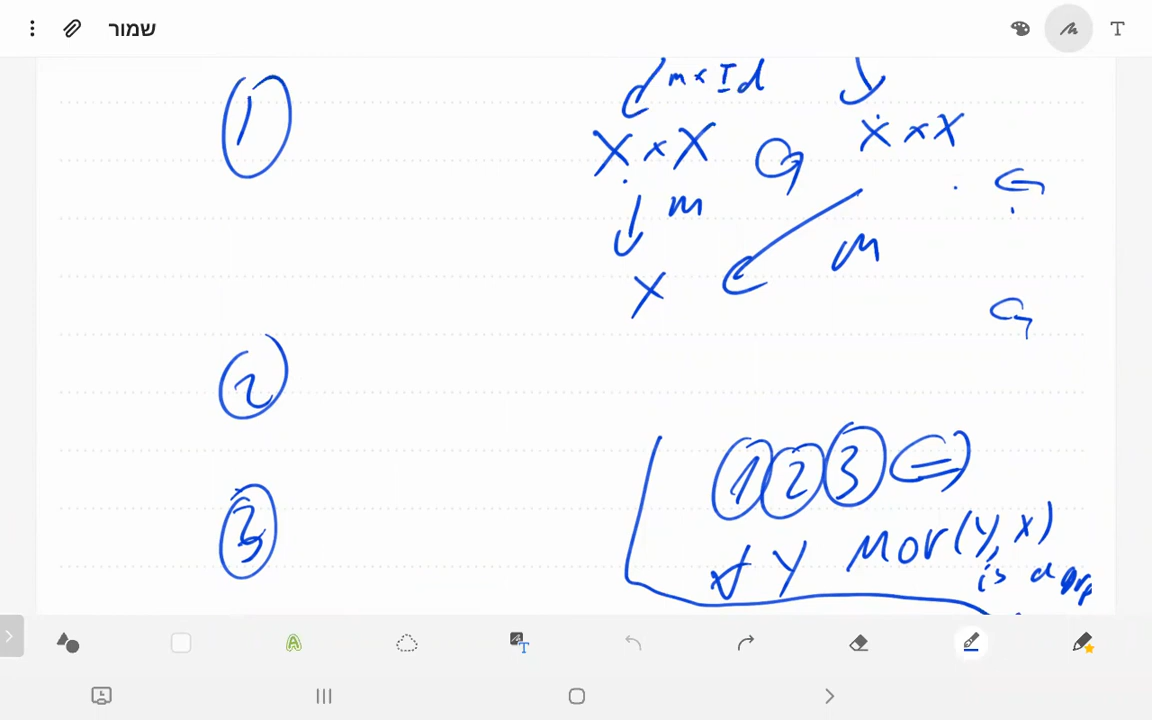 שמור
T
① m × Id
X × X X × X
m
m
X
②
① ② ③ ⇔
③ ∀ Y Mor(Y, X)
is a grp